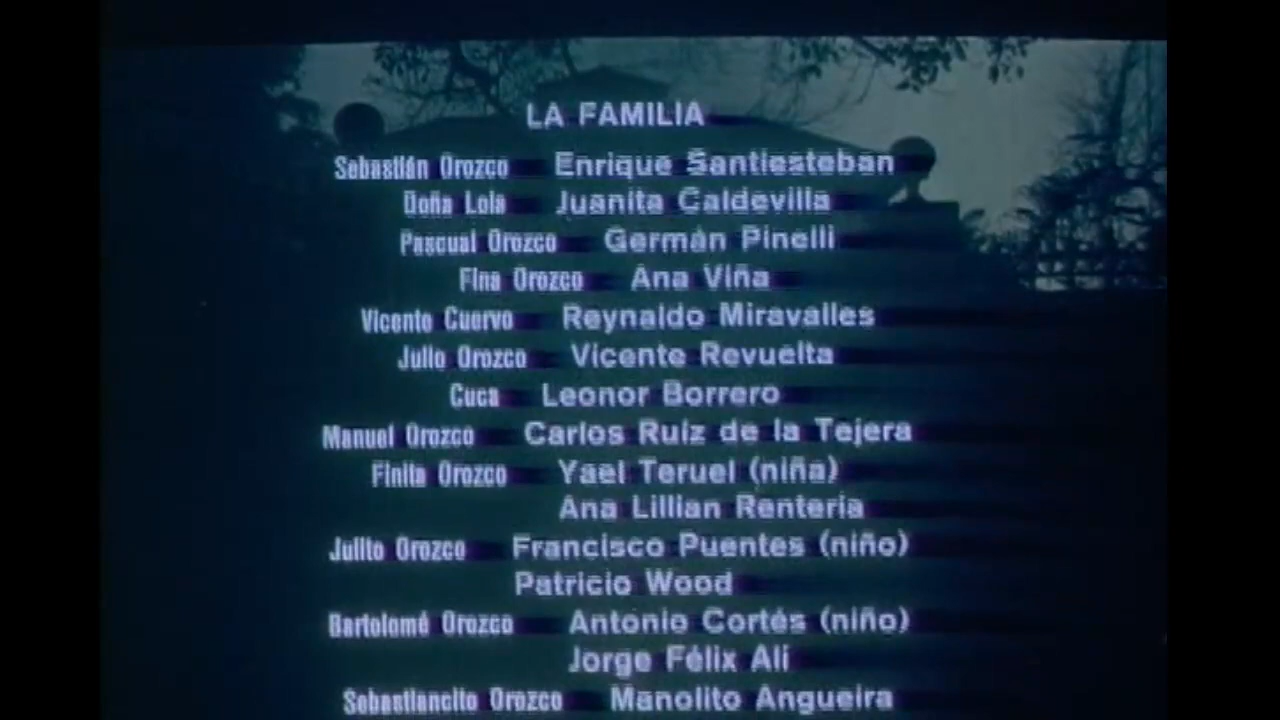 LA FAMILIA
Sebastián Orozco Enrique Santiesteban
Doña Lola Juanita Caldevilla
Pascual Orozco Germán Pinelli
Fina Orozco Ana Viña
Vicente Cuervo Reynaldo Miravalles
Julio Orozco Vicente Revuelta
Cuca Leonor Borrero
Manuel Orozco Carlos Ruiz de la Tejera
Finita Orozco Yael Teruel (niña)
Ana Lillian Rentería
Julito Orozco Francisco Puentes (niño)
Patricio Wood
Bartolomé Orozco Antonio Cortés (niño)
Jorge Félix Alí
Sebastiancito Orozco Manolito Angueira